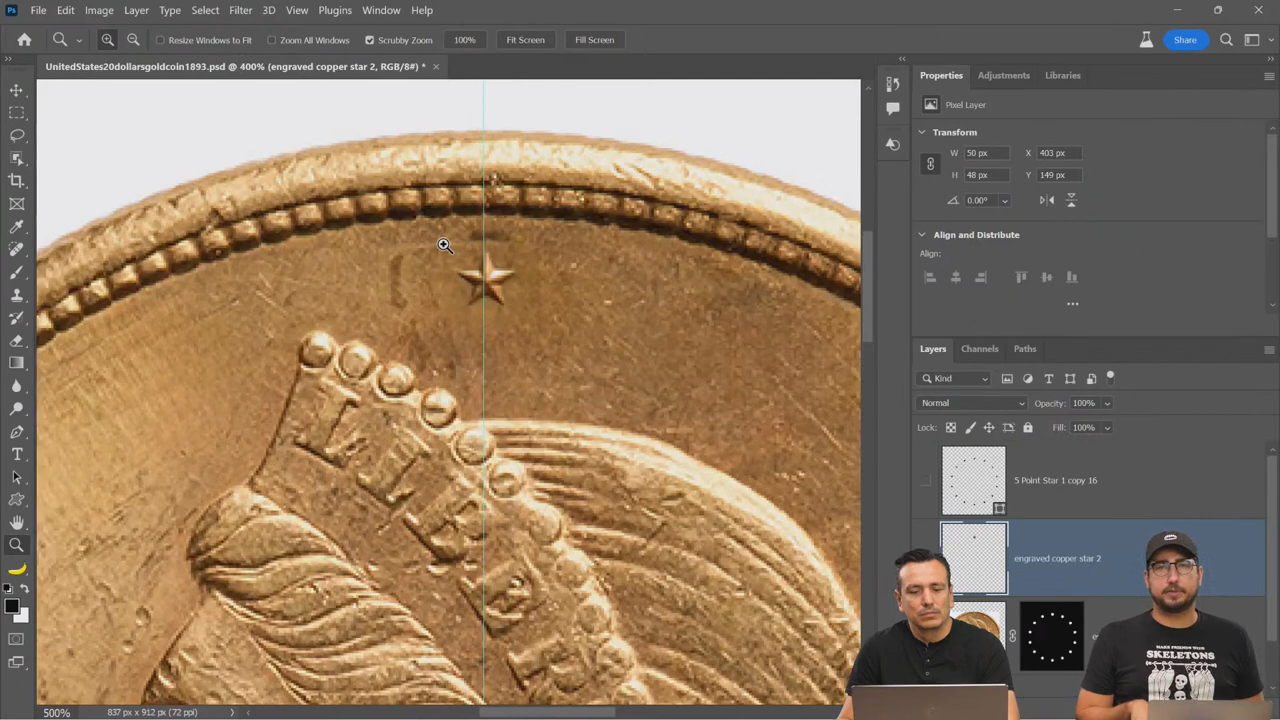 Ps File Edit Image Layer Type Select Filter 3D View Plugins Window Help
Resize Windows to Fit Zoom All Windows Scrubby Zoom 100% Fit Screen Fill Screen Share
UnitedStates20dollarsgoldcoin1893.psd @ 400% (engraved copper star 2, RGB/8#) *
Properties Adjustments Libraries
Pixel Layer
Transform
W 50 px X 403 px
H 48 px Y 149 px
0.00°
Align and Distribute
Align:
Layers Channels Paths
Kind
Normal Opacity: 100%
Lock: Fill: 100%
5 Point Star 1 copy 16
engraved copper star 2
LIBE
MAKE FRIENDS WITH
SKELETONS
500% 837 px x 912 px (72 ppi)